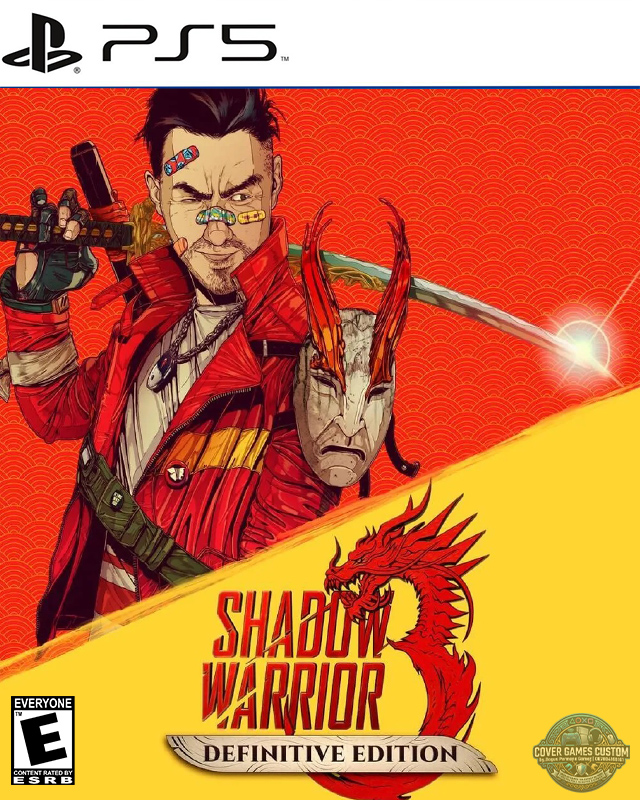 PS5
SHADOW
WARRIOR
3
DEFINITIVE EDITION
EVERYONE
E
CONTENT RATED BY
ESRB
COVER GAMES CUSTOM